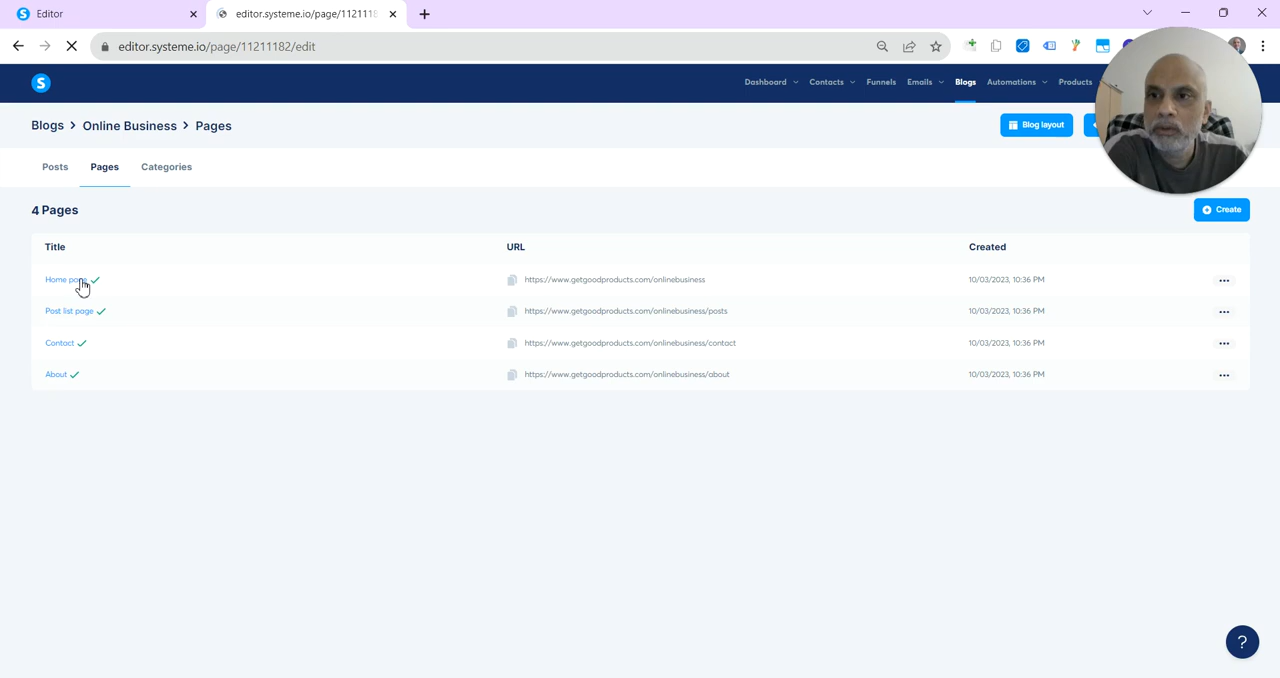 Editor
editor.systeme.io/page/1121118
editor.systeme.io/page/11211182/edit
S
Dashboard Contacts Funnels Emails Blogs Automations Products
Blogs > Online Business > Pages
Blog layout
Posts Pages Categories
4 Pages
Create
Title URL Created
Home page https://www.getgoodproducts.com/onlinebusiness 10/03/2023, 10:36 PM
Post list page https://www.getgoodproducts.com/onlinebusiness/posts 10/03/2023, 10:36 PM
Contact https://www.getgoodproducts.com/onlinebusiness/contact 10/03/2023, 10:36 PM
About https://www.getgoodproducts.com/onlinebusiness/about 10/03/2023, 10:36 PM
?